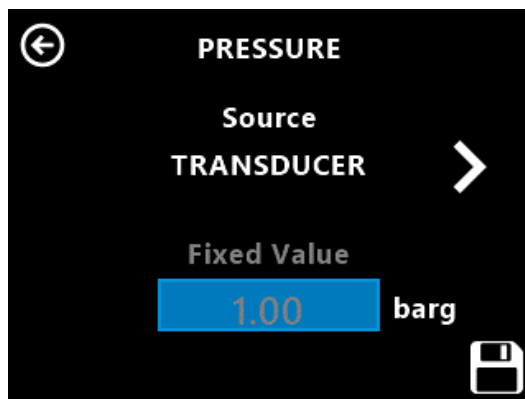 PRESSURE
Source
TRANSDUCER
Fixed Value
1.00 barg